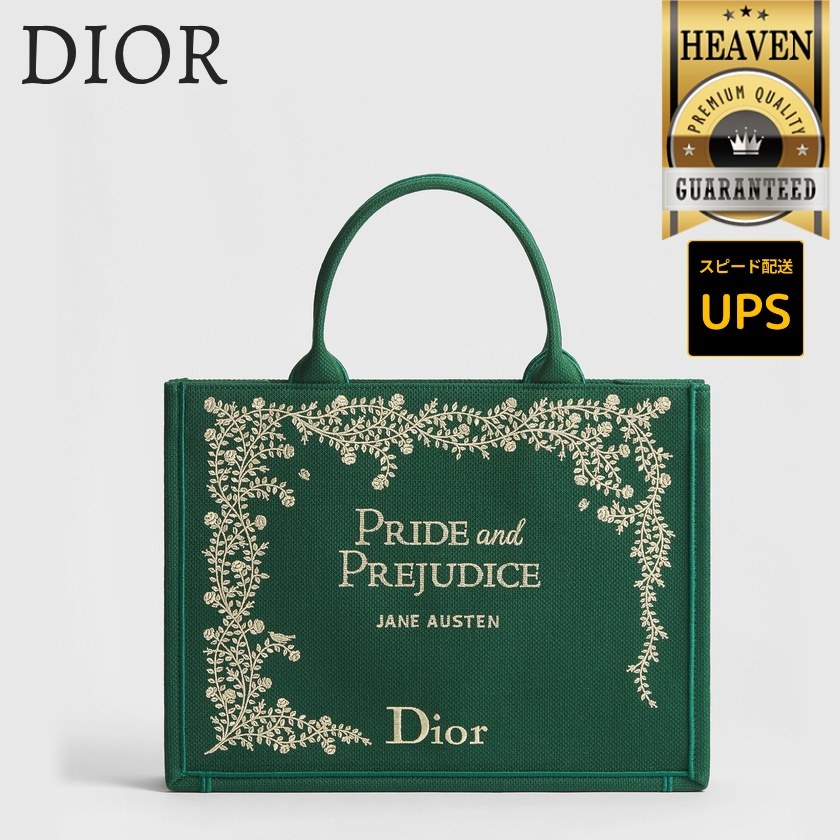 DIOR
HEAVEN
PREMIUM QUALITY
GUARANTEED
スピード配送
UPS
PRIDE and
PREJUDICE
JANE AUSTEN
Dior